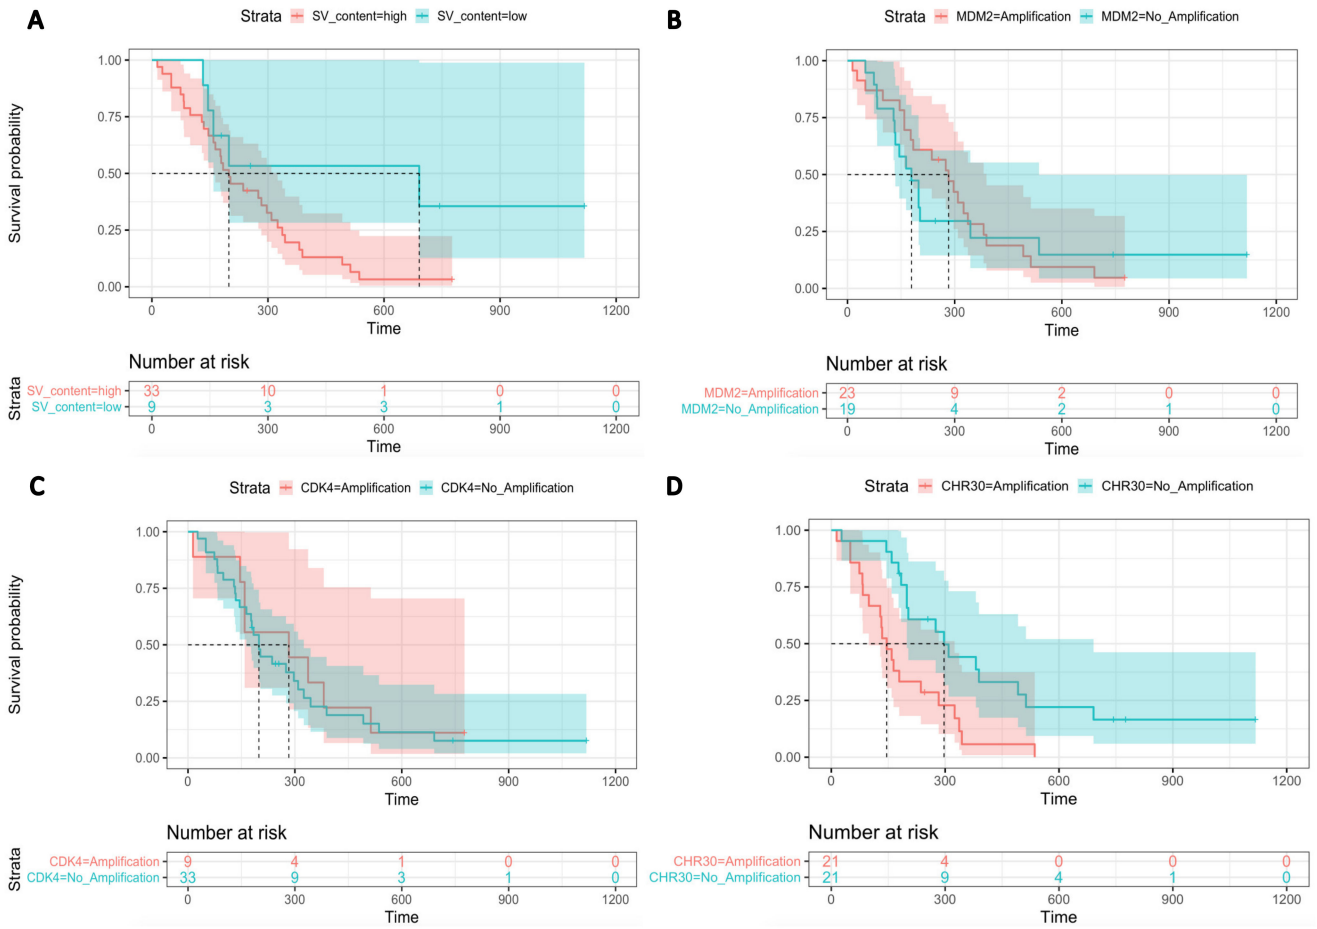 A
Strata SV_content=high SV_content=low
Survival probability
1.00
0.75
0.50
0.25
0.00
0 300 600 900 1200
Time
Number at risk
Strata
SV_content=high 33 10 1 0 0
SV_content=low 9 3 3 1 0
0 300 600 900 1200
Time
B
Strata MDM2=Amplification MDM2=No_Amplification
1.00
0.75
0.50
0.25
0.00
0 300 600 900 1200
Time
Number at risk
MDM2=Amplification 23 9 2 0 0
MDM2=No_Amplification 19 4 2 1 0
0 300 600 900 1200
Time
C
Strata CDK4=Amplification CDK4=No_Amplification
Survival probability
1.00
0.75
0.50
0.25
0.00
0 300 600 900 1200
Time
Number at risk
Strata
CDK4=Amplification 9 4 1 0 0
CDK4=No_Amplification 33 9 3 1 0
0 300 600 900 1200
Time
D
Strata CHR30=Amplification CHR30=No_Amplification
1.00
0.75
0.50
0.25
0.00
0 300 600 900 1200
Time
Number at risk
CHR30=Amplification 21 4 0 0 0
CHR30=No_Amplification 21 9 4 1 0
0 300 600 900 1200
Time